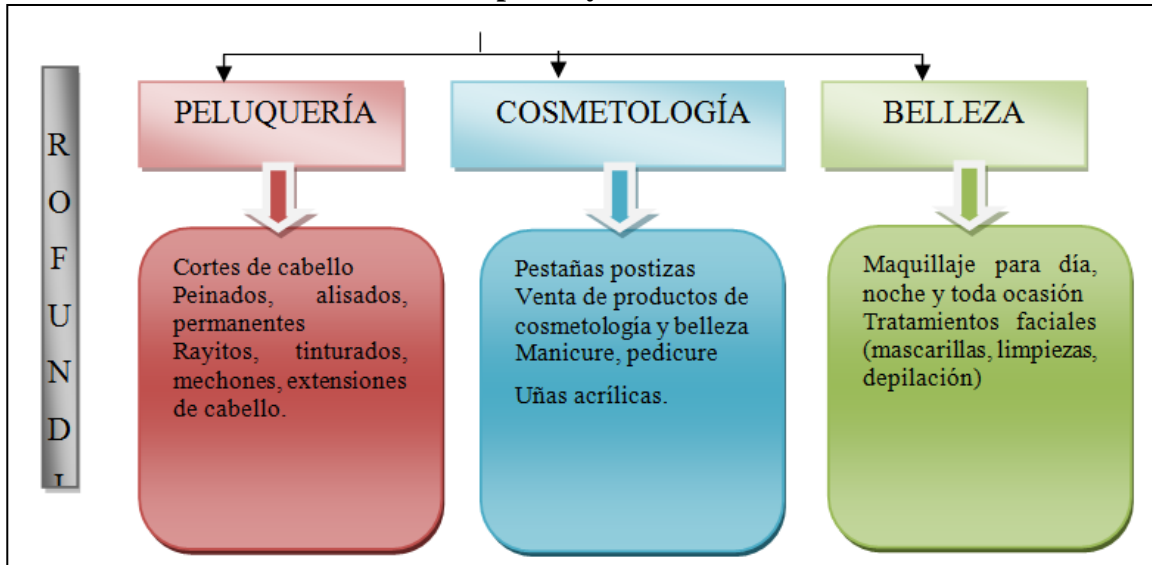 PELUQUERÍA
COSMETOLOGÍA
BELLEZA
R
O
F
U
N
D
Cortes de cabello
Peinados, alisados,
permanentes
Rayitos, tinturados,
mechones, extensiones
de cabello.
Pestañas postizas
Venta de productos de
cosmetología y belleza
Manicure, pedicure
Uñas acrílicas.
Maquillaje para día,
noche y toda ocasión
Tratamientos faciales
(mascarillas, limpiezas,
depilación)